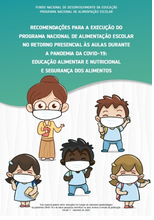 FUNDO NACIONAL DE DESENVOLVIMENTO DA EDUCAÇÃO
PROGRAMA NACIONAL DE ALIMENTAÇÃO ESCOLAR
RECOMENDAÇÕES PARA A EXECUÇÃO DO
PROGRAMA NACIONAL DE ALIMENTAÇÃO ESCOLAR
NO RETORNO PRESENCIAL ÀS AULAS DURANTE
A PANDEMIA DA COVID-19:
EDUCAÇÃO ALIMENTAR E NUTRICIONAL
E SEGURANÇA DOS ALIMENTOS